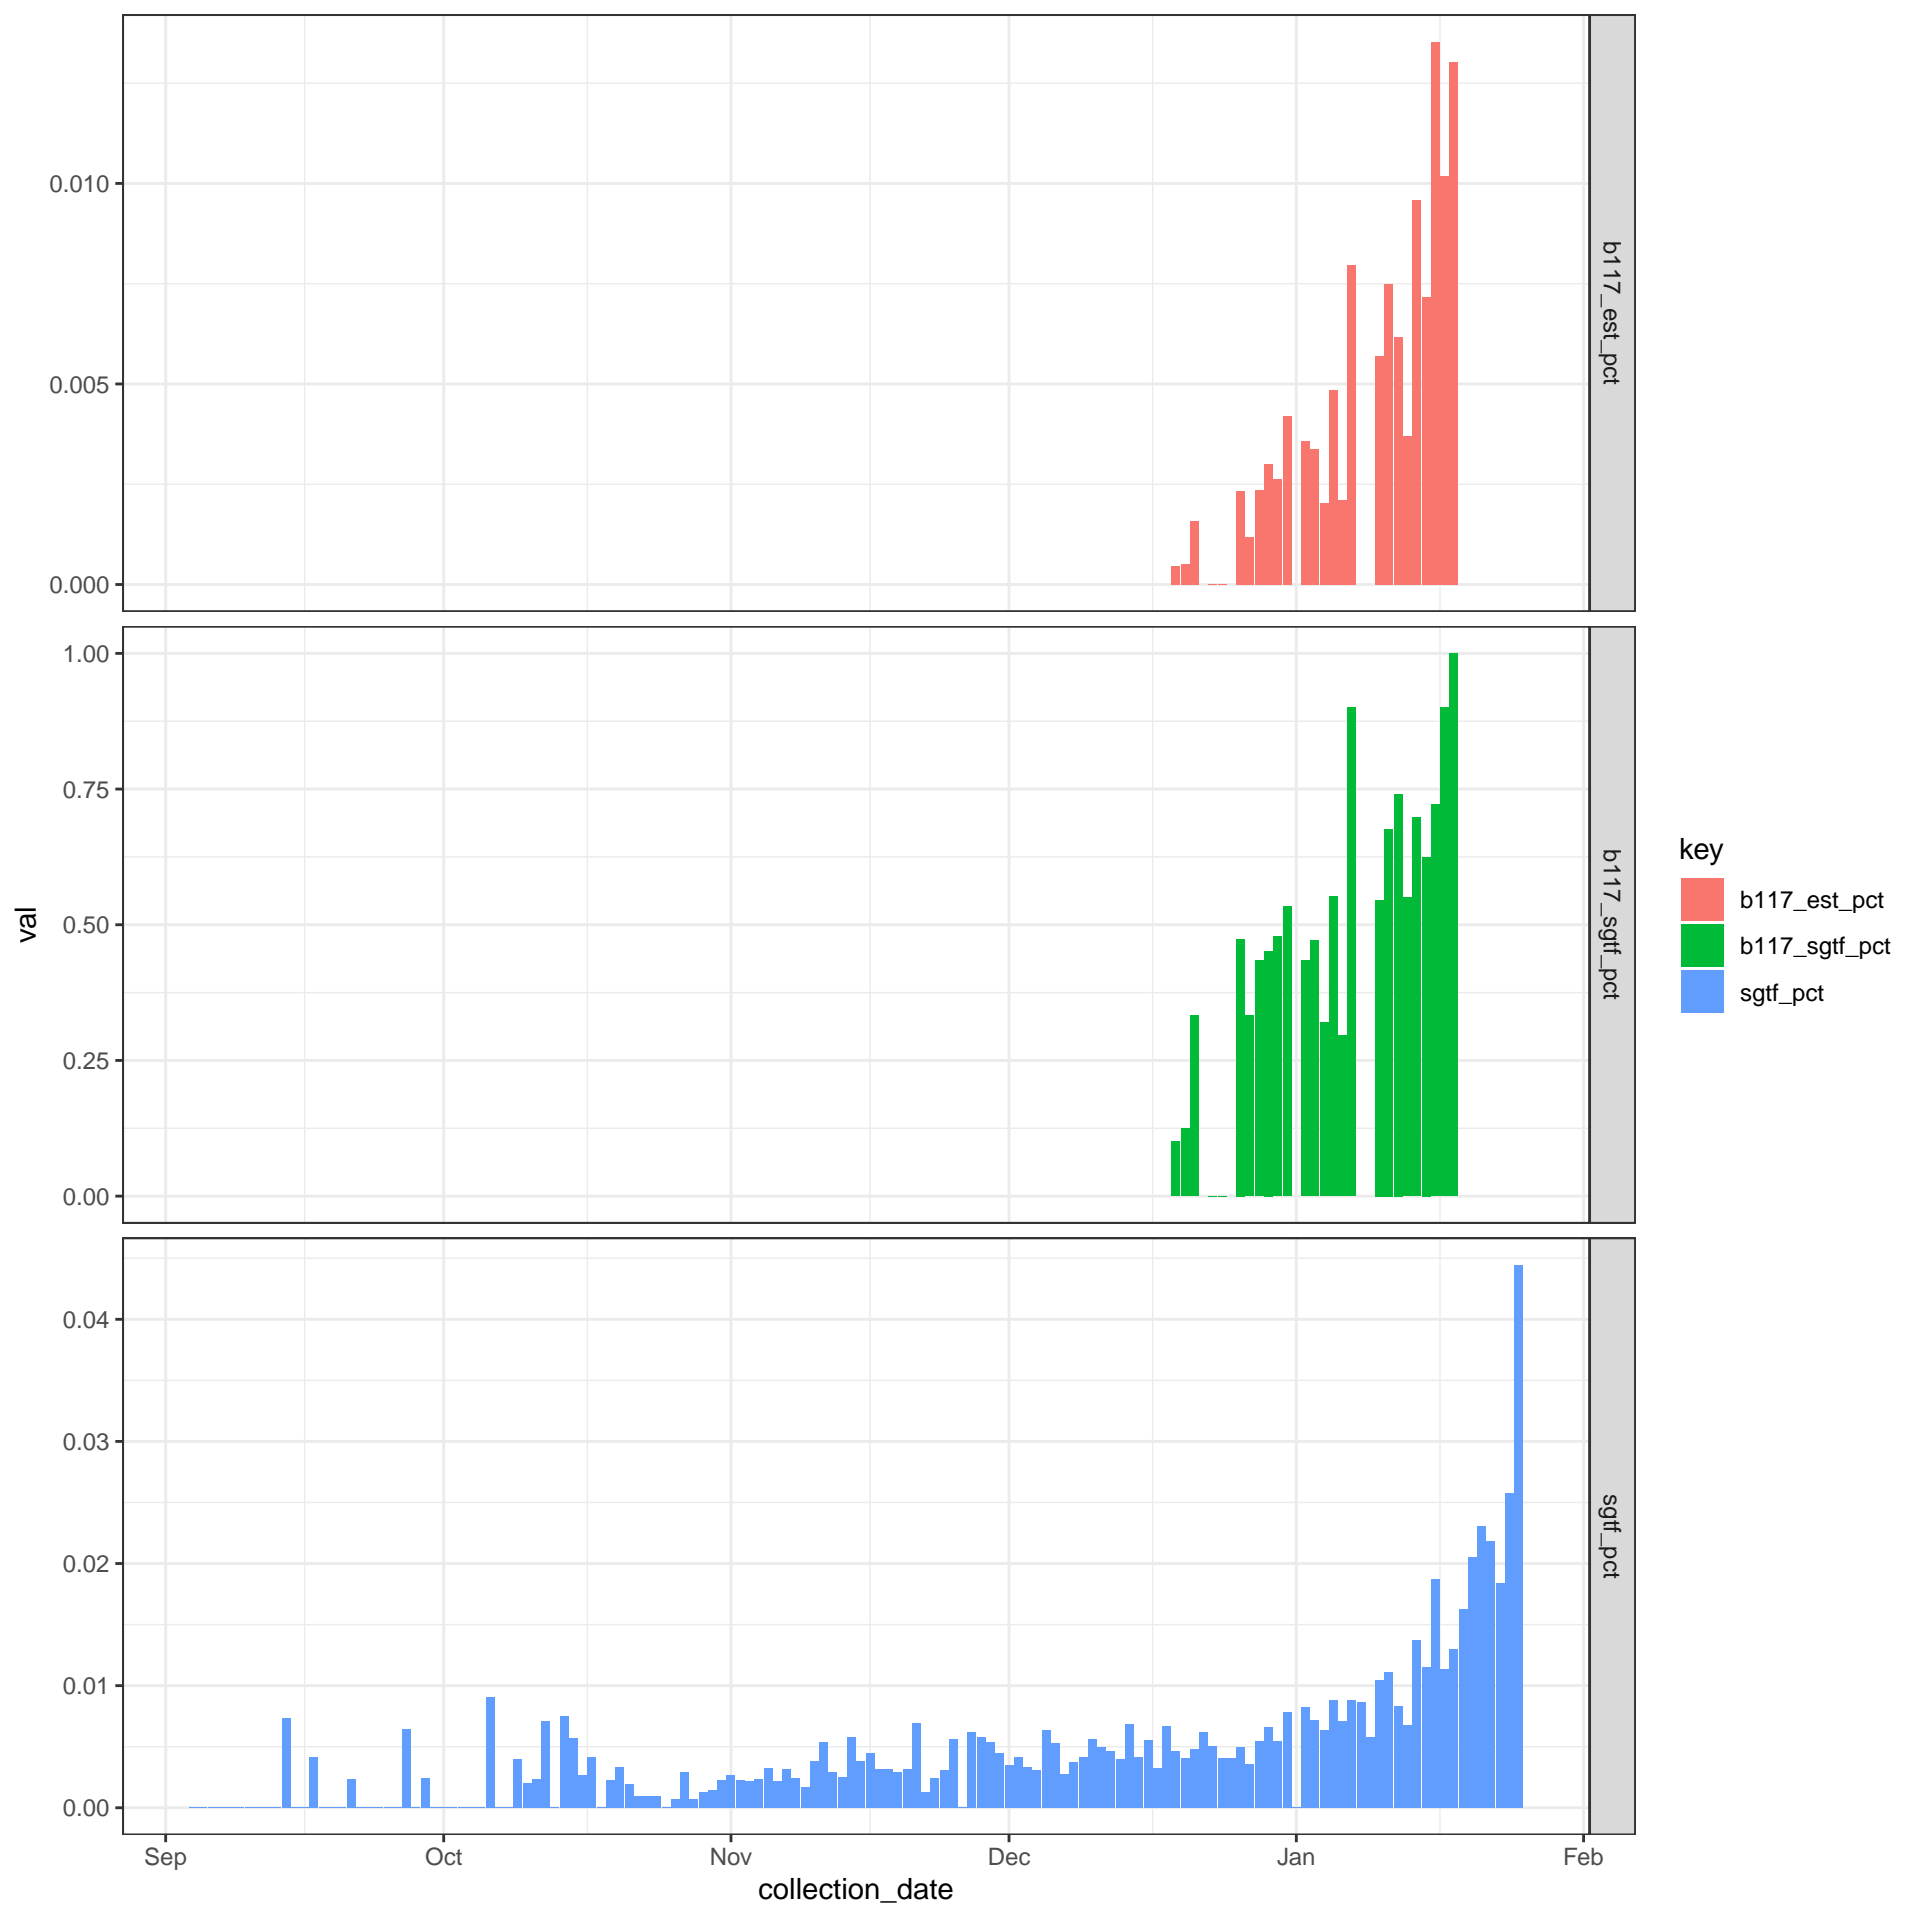 0.010
0.005
0.000
b117_est_pct
1.00
0.75
0.50
0.25
0.00
b117_sgtf_pct
val
0.04
0.03
0.02
0.01
0.00
sgtf_pct
Sep Oct Nov Dec Jan Feb
collection_date
key
b117_est_pct
b117_sgtf_pct
sgtf_pct